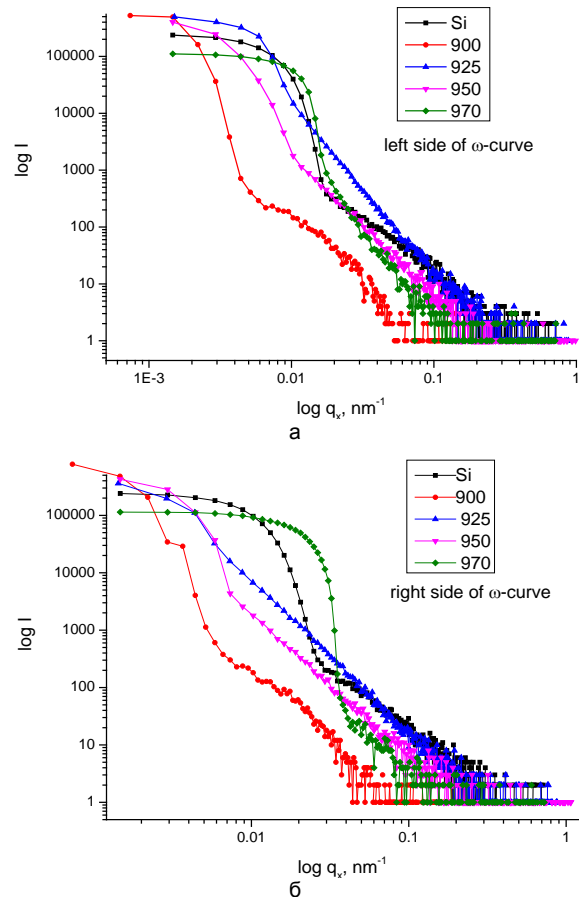 Si
900
925
950
970
left side of ω-curve
100000
10000
1000
100
10
1
log I
1E-3
0.01
0.1
1
log qₓ, nm⁻¹
а
Si
900
925
950
970
right side of ω-curve
100000
10000
1000
100
10
1
log I
0.01
0.1
1
log qₓ, nm⁻¹
б